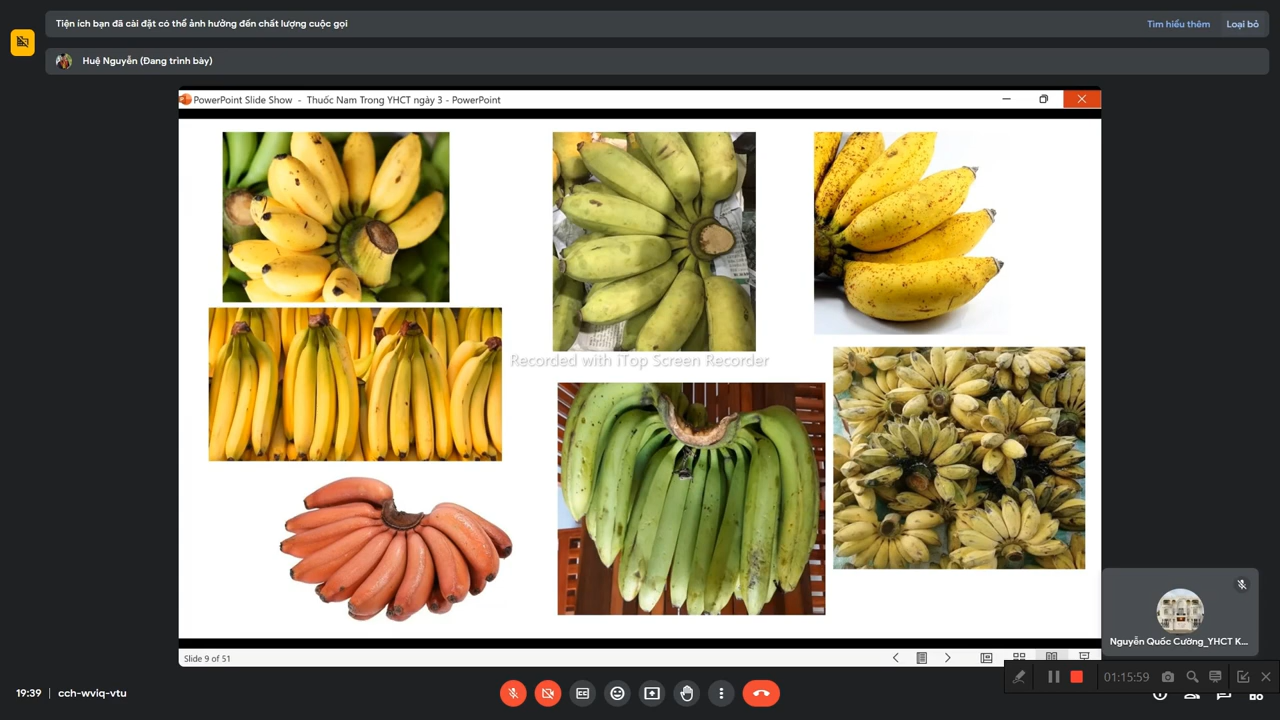 Tiện ích bạn đã cài đặt có thể ảnh hưởng đến chất lượng cuộc gọi
Tìm hiểu thêm
Loại bỏ
Huệ Nguyễn (Đang trình bày)
PowerPoint Slide Show - Thuốc Nam Trong YHCT ngày 3 - PowerPoint
Recorded with iTop Screen Recorder
Nguyễn Quốc Cường_YHCT K...
Slide 9 of 51
01:15:59
19:39 | cch-wviq-vtu